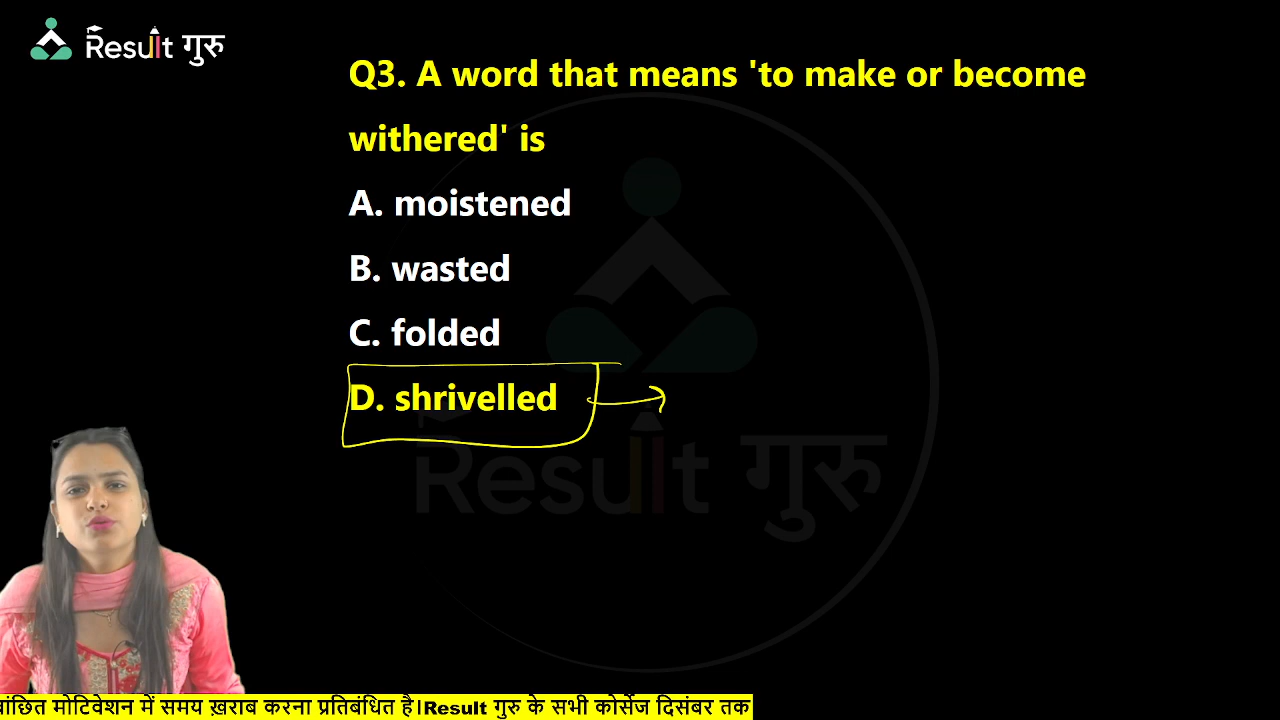 Result गुरु
Q3. A word that means 'to make or become
withered' is
A. moistened
B. wasted
C. folded
D. shrivelled
Result गुरु
वांछित मोटिवेशन में समय ख़राब करना प्रतिबंधित है।Result गुरु के सभी कोर्सेज दिसंबर तक